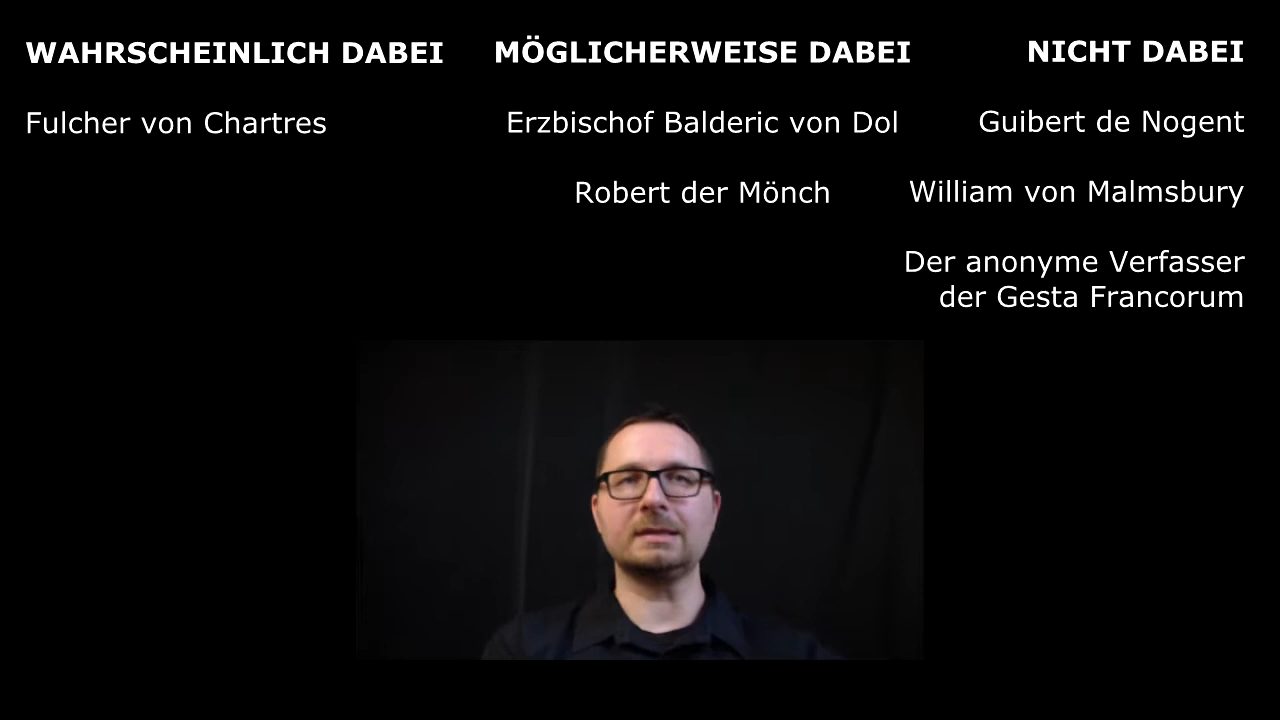 WAHRSCHEINLICH DABEI
Fulcher von Chartres
MÖGLICHERWEISE DABEI
Erzbischof Balderic von Dol
Robert der Mönch
NICHT DABEI
Guibert de Nogent
William von Malmsbury
Der anonyme Verfasser
der Gesta Francorum